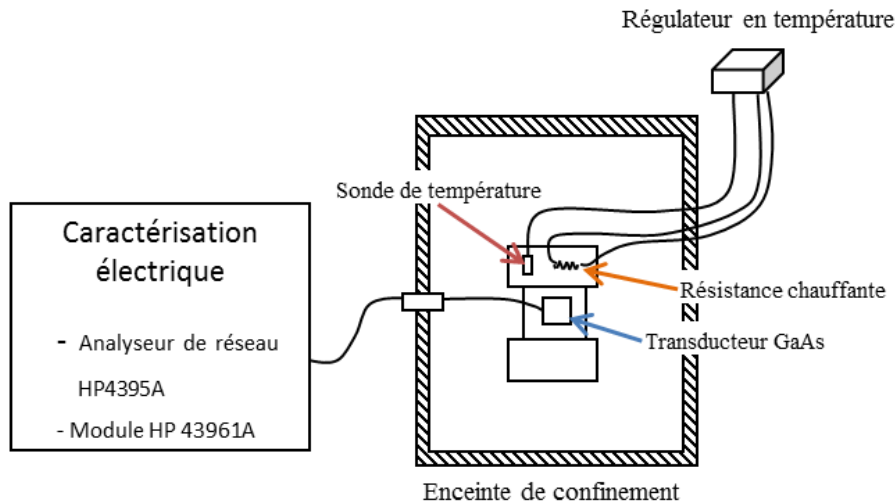 Régulateur en température
Sonde de température
Caractérisation
électrique
- Analyseur de réseau
HP4395A
- Module HP 43961A
Résistance chauffante
Transducteur GaAs
Enceinte de confinement